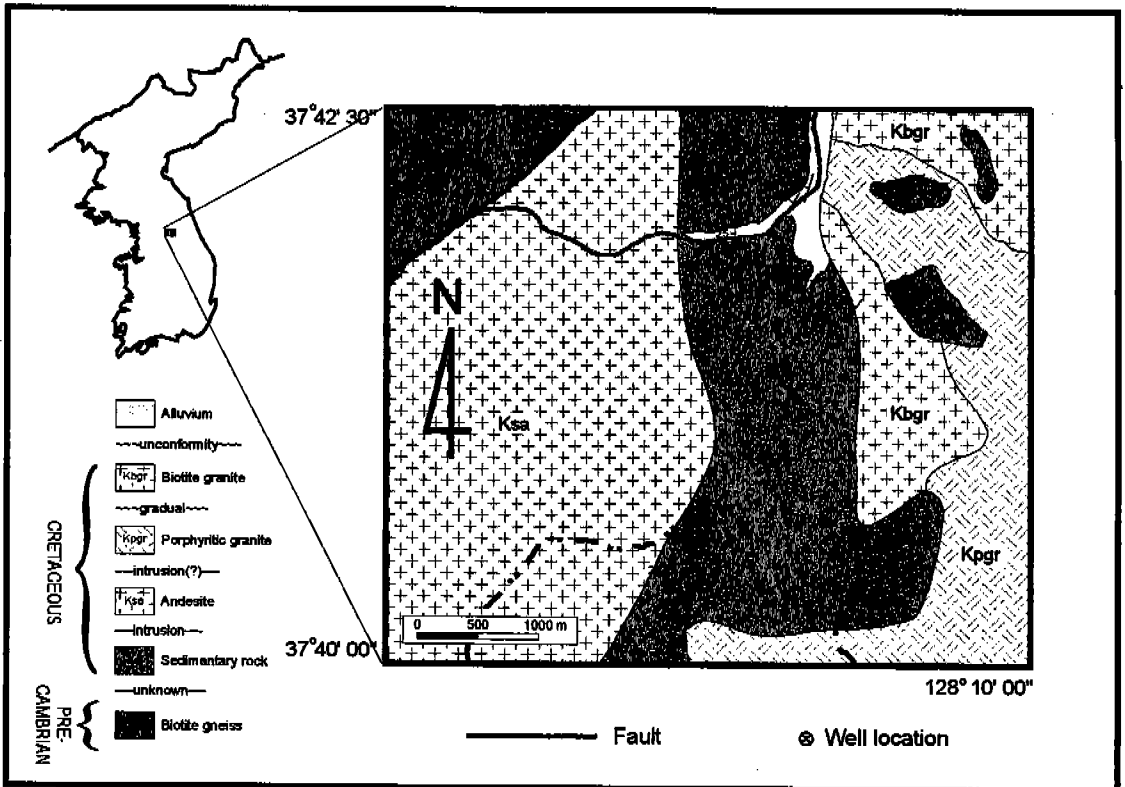 37°42' 30"
Kbgr
N
Ksa
Kbgr
Kpgr
0 500 1000 m
37°40' 00"
128° 10' 00"
Alluvium
unconformity
Kbgr Biotite granite
gradual
Kpgr Porphyritic granite
intrusion(?)
Ksa Andesite
intrusion
Sedimantary rock
unknown
Biotite gneiss
CRETAGEOUS
PRE-
CAMBRIAN
Fault
⊗ Well location